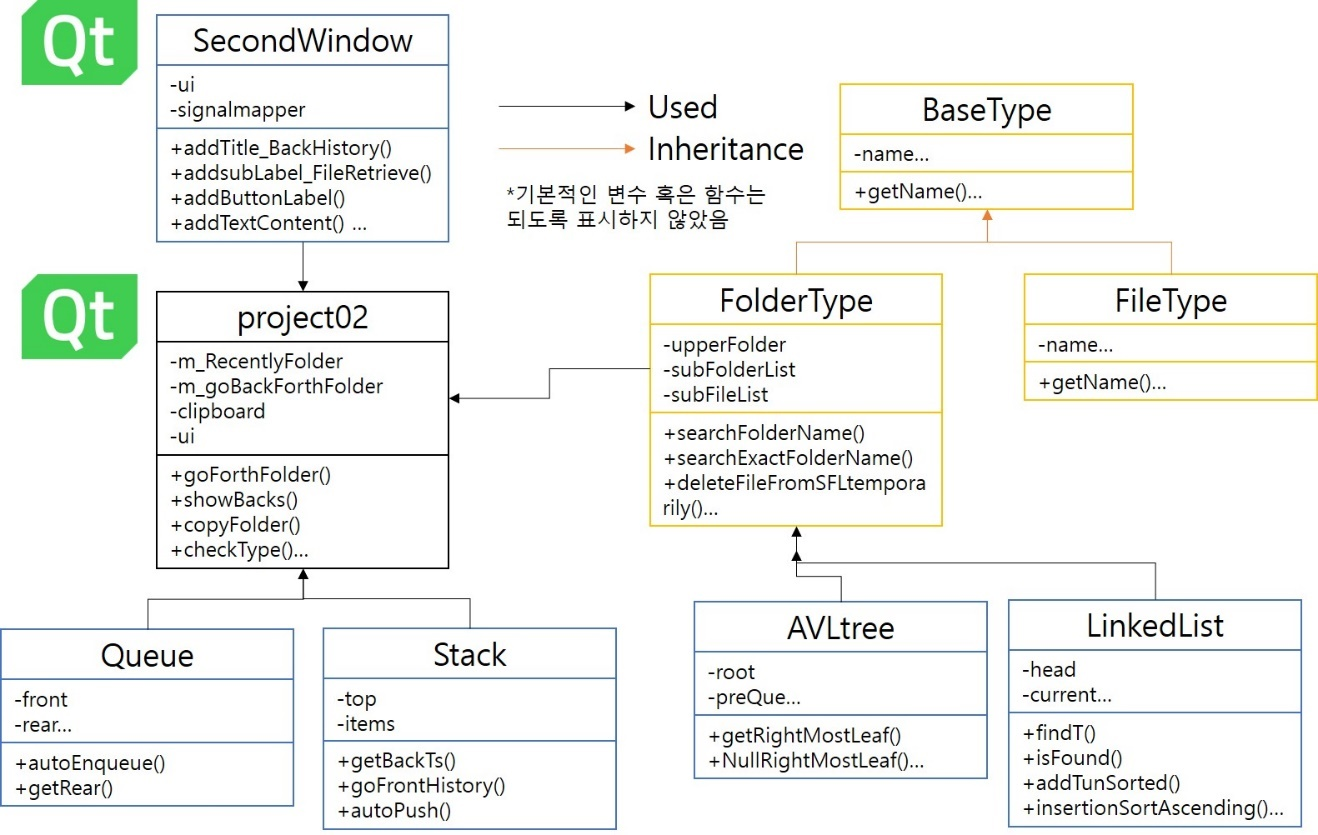 Qt
SecondWindow
-ui
-signalmapper
+addTitle_BackHistory()
+addsubLabel_FileRetrieve()
+addButtonLabel()
+addTextContent() ...
Used
Inheritance
*기본적인 변수 혹은 함수는
되도록 표시하지 않았음
BaseType
-name...
+getName()...
Qt
project02
-m_RecentlyFolder
-m_goBackForthFolder
-clipboard
-ui
+goForthFolder()
+showBacks()
+copyFolder()
+checkType()...
FolderType
-upperFolder
-subFolderList
-subFileList
+searchFolderName()
+searchExactFolderName()
+deleteFileFromSFLtempora
rily()...
FileType
-name...
+getName()...
Queue
-front
-rear...
+autoEnqueue()
+getRear()
Stack
-top
-items
+getBackTs()
+goFrontHistory()
+autoPush()
AVLtree
-root
-preQue...
+getRightMostLeaf()
+NullRightMostLeaf()...
LinkedList
-head
-current...
+findT()
+isFound()
+addTunSorted()
+insertionSortAscending()...